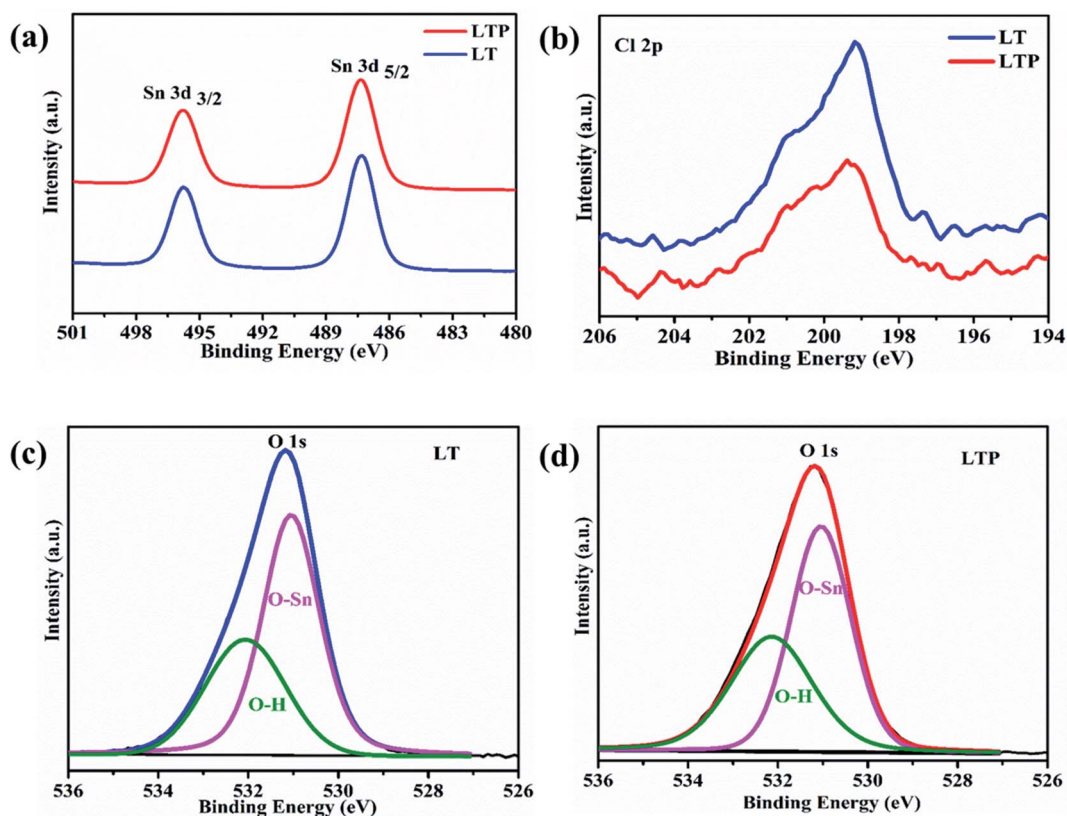 (a)
LTP
LT
Sn 3d 3/2
Sn 3d 5/2
Intensity (a.u.)
501 498 495 492 489 486 483 480
Binding Energy (eV)
(b)
Cl 2p
LT
LTP
Intensity (a.u.)
206 204 202 200 198 196 194
Binding Energy (eV)
(c)
O 1s
LT
O-Sn
O-H
Intensity (a.u.)
536 534 532 530 528 526
Binding Energy (eV)
(d)
O 1s
LTP
O-Sn
O-H
Intensity (a.u.)
536 534 532 530 528 526
Binding Energy (eV)